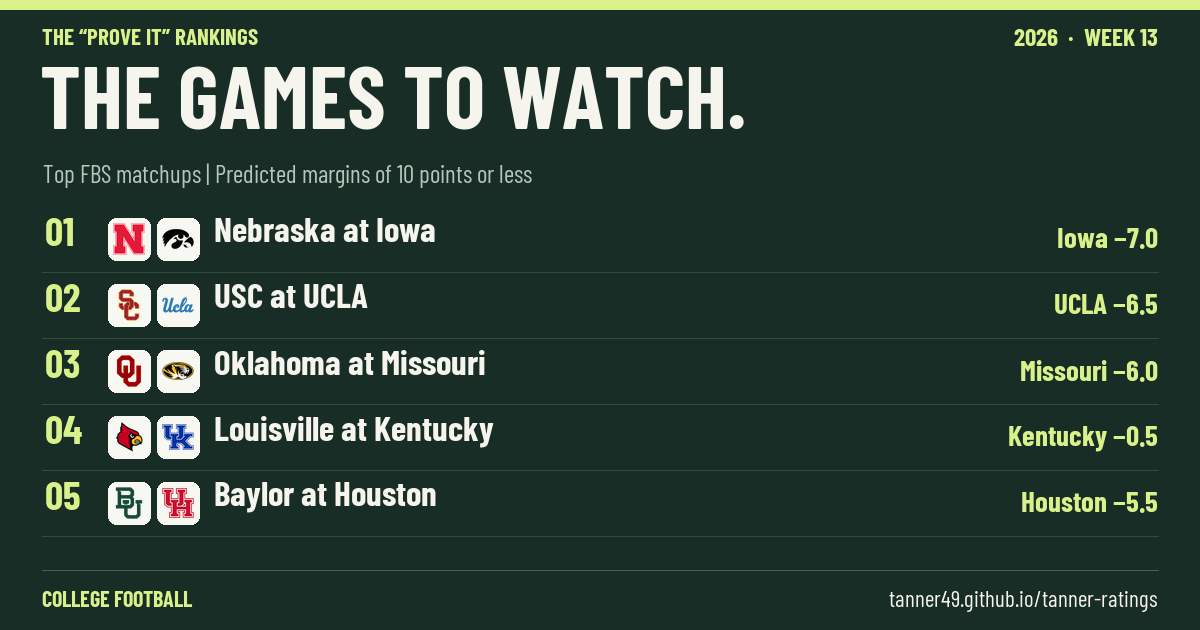 THE “PROVE IT” RANKINGS
2026 · WEEK 13
THE GAMES TO WATCH.
Top FBS matchups | Predicted margins of 10 points or less
01 N Nebraska at Iowa Iowa –7.0
02 SC Ucla USC at UCLA UCLA –6.5
03 OU Oklahoma at Missouri Missouri –6.0
04 UK Louisville at Kentucky Kentucky –0.5
05 BU UH Baylor at Houston Houston –5.5
COLLEGE FOOTBALL
tanner49.github.io/tanner-ratings